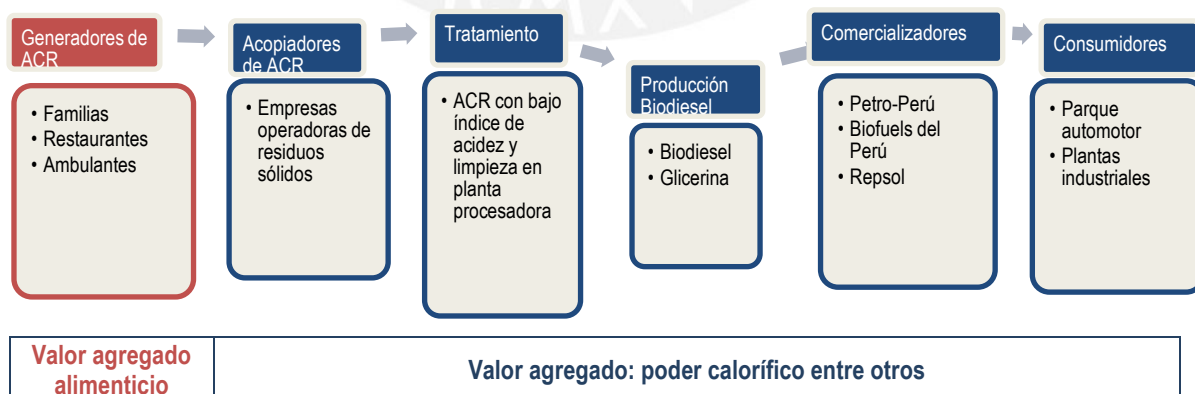 Generadores de
ACR
• Familias
• Restaurantes
• Ambulantes
Acopiadores
de ACR
• Empresas
operadoras de
residuos
sólidos
Tratamiento
• ACR con bajo
índice de
acidez y
limpieza en
planta
procesadora
Producción
Biodiesel
• Biodiesel
• Glicerina
Comercializadores
• Petro-Perú
• Biofuels del
Perú
• Repsol
Consumidores
• Parque
automotor
• Plantas
industriales
Valor agregado
alimenticio
Valor agregado: poder calorífico entre otros